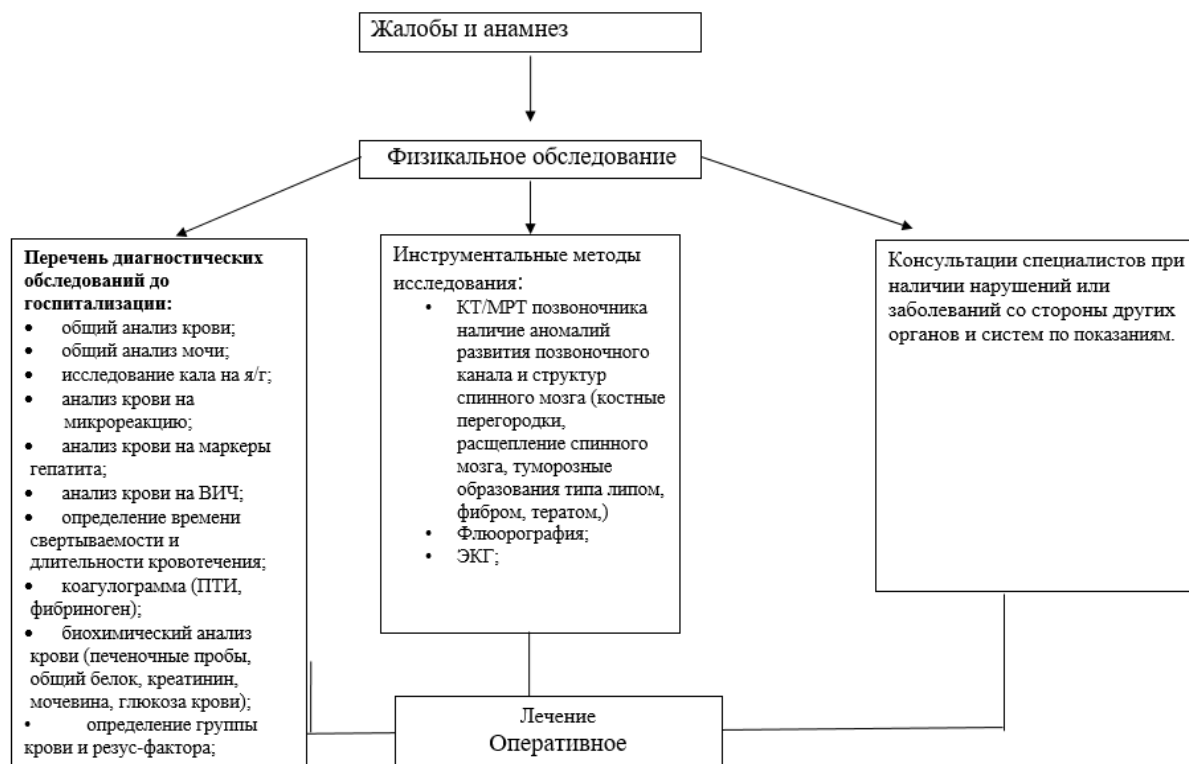 Жалобы и анамнез
Физикальное обследование
Перечень диагностических
обследований до
госпитализации:
• общий анализ крови;
• общий анализ мочи;
• исследование кала на я/г;
• анализ крови на
микрореакцию;
• анализ крови на маркеры
гепатита;
• анализ крови на ВИЧ;
• определение времени
свертываемости и
длительности кровотечения;
• коагулограмма (ПТИ,
фибриноген);
• биохимический анализ
крови (печеночные пробы,
общий белок, креатинин,
мочевина, глюкоза крови);
• определение группы
крови и резус-фактора;
Инструментальные методы
исследования:
• КТ/МРТ позвоночника
наличие аномалий
развития позвоночного
канала и структур
спинного мозга (костные
перегородки,
расщепление спинного
мозга, туморозные
образования типа липом,
фибром, тератом,)
• Флюорография;
• ЭКГ;
Консультации специалистов при
наличии нарушений или
заболеваний со стороны других
органов и систем по показаниям.
Лечение
Оперативное